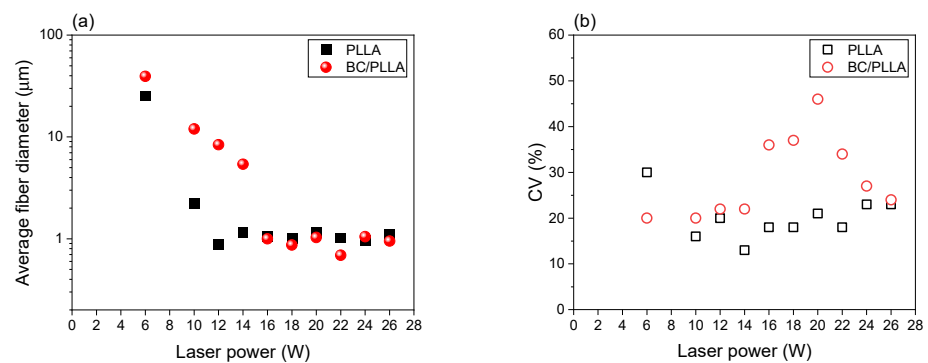 (a)
PLLA
BC/PLLA
100
10
1
Average fiber diameter (μm)
0 2 4 6 8 10 12 14 16 18 20 22 24 26 28
Laser power (W)
(b)
PLLA
BC/PLLA
60
50
40
30
20
10
0
CV (%)
0 2 4 6 8 10 12 14 16 18 20 22 24 26 28
Laser power (W)